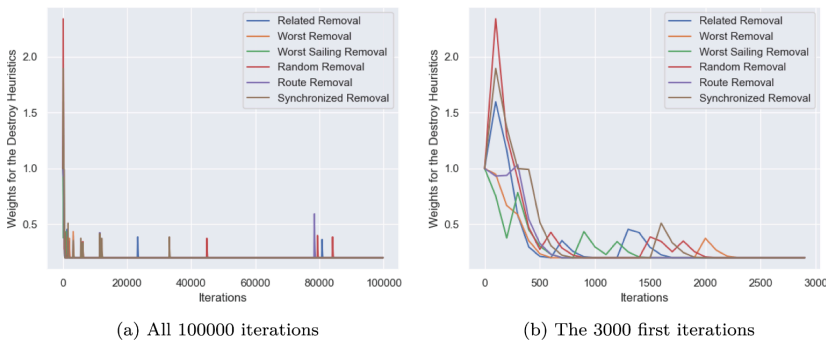 Weights for the Destroy Heuristics
2.0
1.5
1.0
0.5
Related Removal
Worst Removal
Worst Sailing Removal
Random Removal
Route Removal
Synchronized Removal
0 20000 40000 60000 80000 100000
Iterations
(a) All 100000 iterations
Weights for the Destroy Heuristics
2.0
1.5
1.0
0.5
Related Removal
Worst Removal
Worst Sailing Removal
Random Removal
Route Removal
Synchronized Removal
0 500 1000 1500 2000 2500 3000
Iterations
(b) The 3000 first iterations